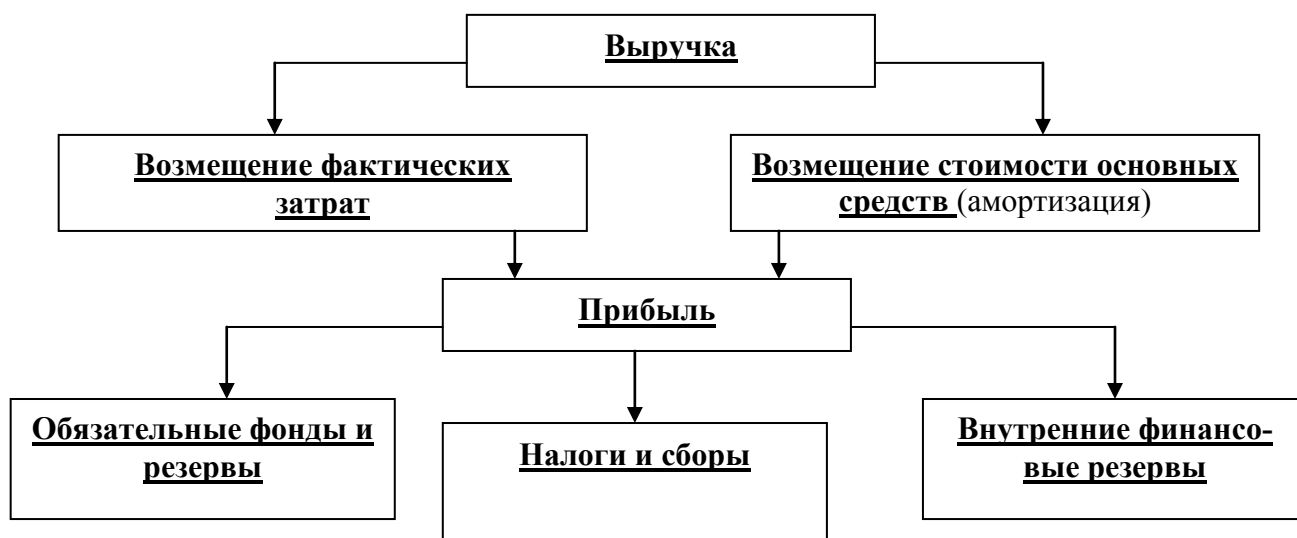 Выручка
Возмещение фактических
затрат
Возмещение стоимости основных
средств (амортизация)
Прибыль
Обязательные фонды и
резервы
Налоги и сборы
Внутренние финансо-
вые резервы